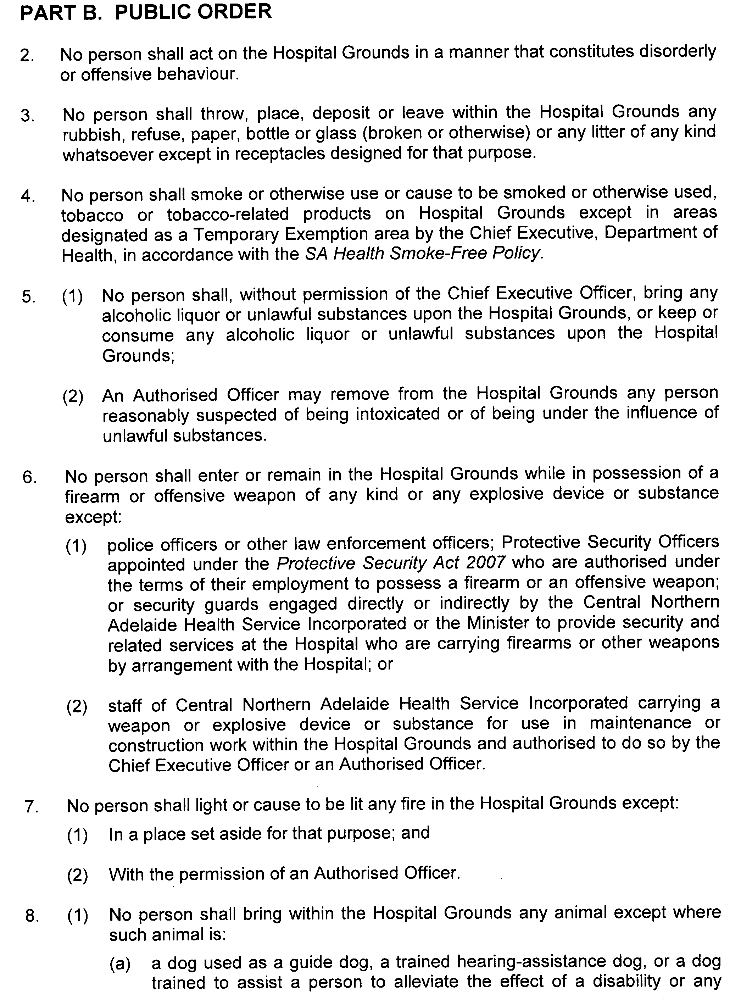 PART B. PUBLIC ORDER
2. No person shall act on the Hospital Grounds in a manner that constitutes disorderly
or offensive behaviour.
3. No person shall throw, place, deposit or leave within the Hospital Grounds any
rubbish, refuse, paper, bottle or glass (broken or otherwise) or any litter of any kind
whatsoever except in receptacles designed for that purpose.
4. No person shall smoke or otherwise use or cause to be smoked or otherwise used,
tobacco or tobacco-related products on Hospital Grounds except in areas
designated as a Temporary Exemption area by the Chief Executive, Department of
Health, in accordance with the SA Health Smoke-Free Policy.
5. (1) No person shall, without permission of the Chief Executive Officer, bring any
alcoholic liquor or unlawful substances upon the Hospital Grounds, or keep or
consume any alcoholic liquor or unlawful substances upon the Hospital
Grounds;
(2) An Authorised Officer may remove from the Hospital Grounds any person
reasonably suspected of being intoxicated or of being under the influence of
unlawful substances.
6. No person shall enter or remain in the Hospital Grounds while in possession of a
firearm or offensive weapon of any kind or any explosive device or substance
except:
(1) police officers or other law enforcement officers; Protective Security Officers
appointed under the Protective Security Act 2007 who are authorised under
the terms of their employment to possess a firearm or an offensive weapon;
or security guards engaged directly or indirectly by the Central Northern
Adelaide Health Service Incorporated or the Minister to provide security and
related services at the Hospital who are carrying firearms or other weapons
by arrangement with the Hospital; or
(2) staff of Central Northern Adelaide Health Service Incorporated carrying a
weapon or explosive device or substance for use in maintenance or
construction work within the Hospital Grounds and authorised to do so by the
Chief Executive Officer or an Authorised Officer.
7. No person shall light or cause to be lit any fire in the Hospital Grounds except:
(1) In a place set aside for that purpose; and
(2) With the permission of an Authorised Officer.
8. (1) No person shall bring within the Hospital Grounds any animal except where
such animal is:
(a) a dog used as a guide dog, a trained hearing-assistance dog, or a dog
trained to assist a person to alleviate the effect of a disability or any